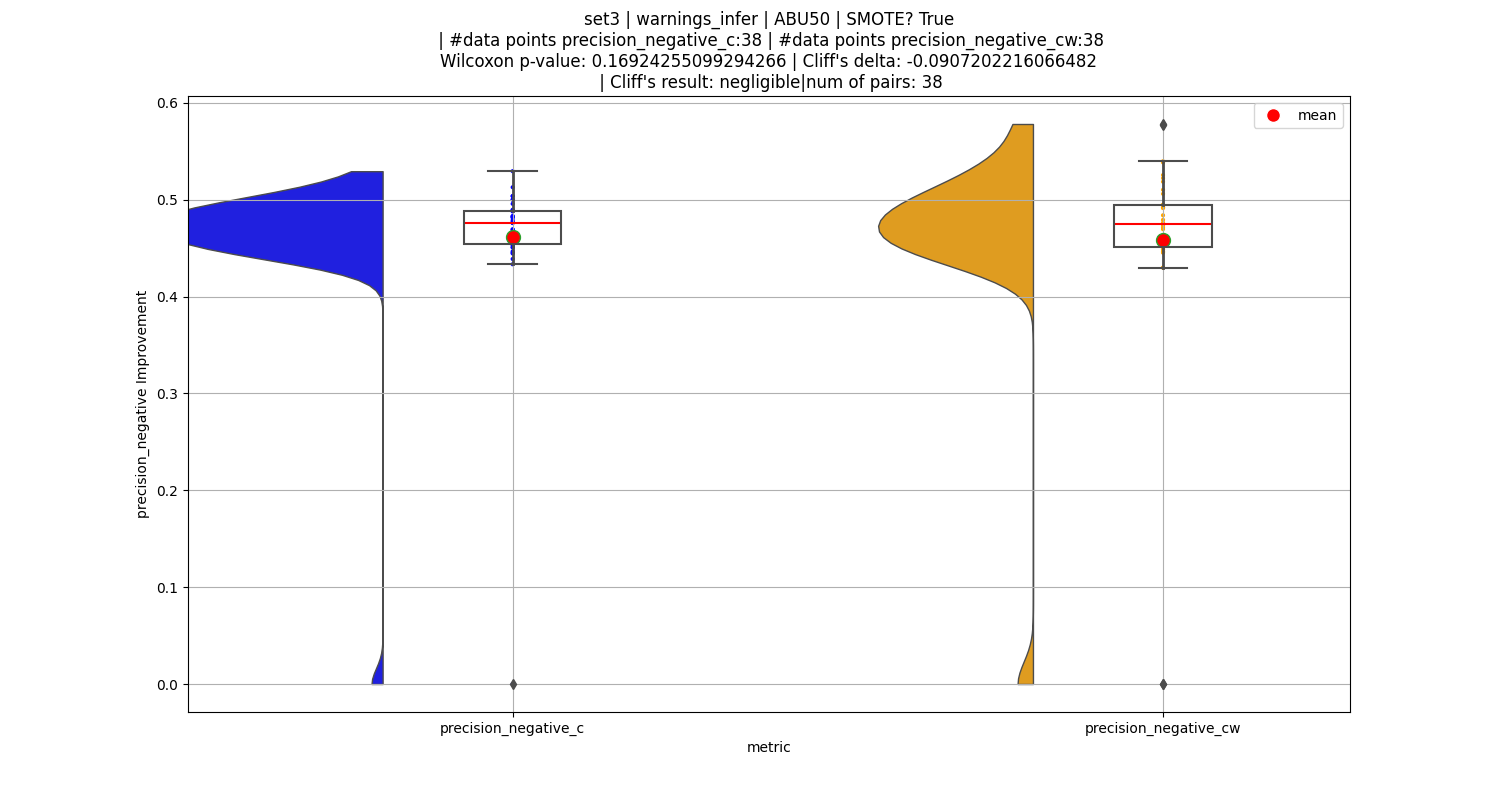 set3 | warnings_infer | ABU50 | SMOTE? True
| #data points precision_negative_c:38 | #data points precision_negative_cw:38
Wilcoxon p-value: 0.16924255099294266 | Cliff's delta: -0.0907202216066482
| Cliff's result: negligible|num of pairs: 38
mean
0.6
0.5
0.4
0.3
0.2
0.1
0.0
precision_negative Improvement
precision_negative_c
precision_negative_cw
metric